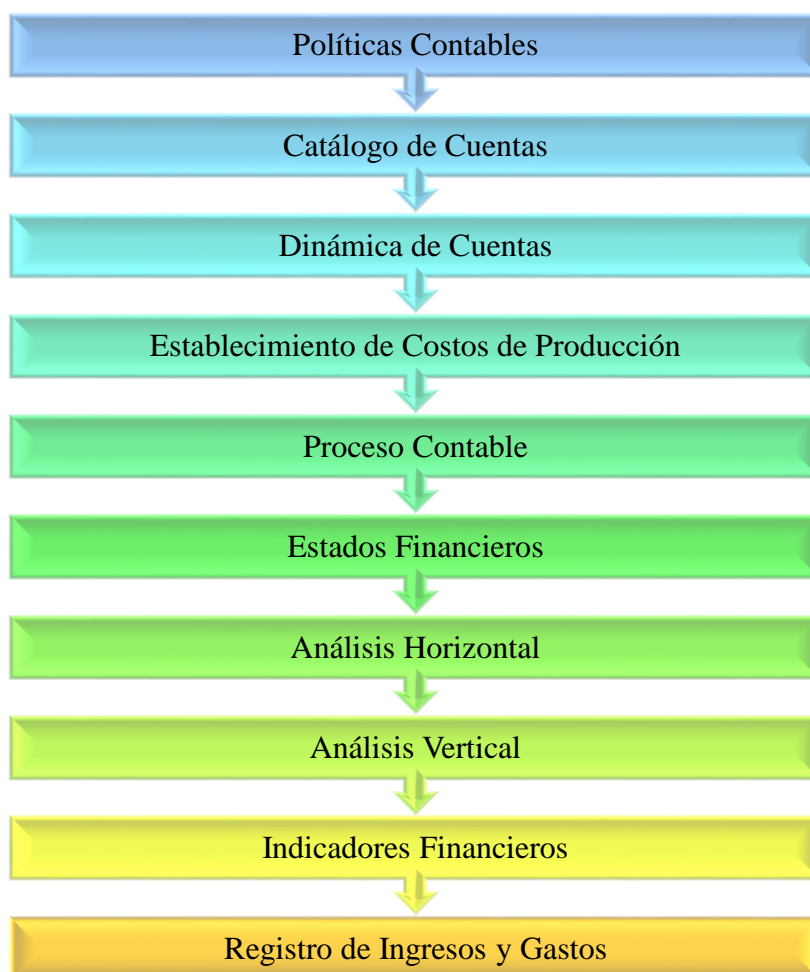 Políticas Contables
Catálogo de Cuentas
Dinámica de Cuentas
Establecimiento de Costos de Producción
Proceso Contable
Estados Financieros
Análisis Horizontal
Análisis Vertical
Indicadores Financieros
Registro de Ingresos y Gastos